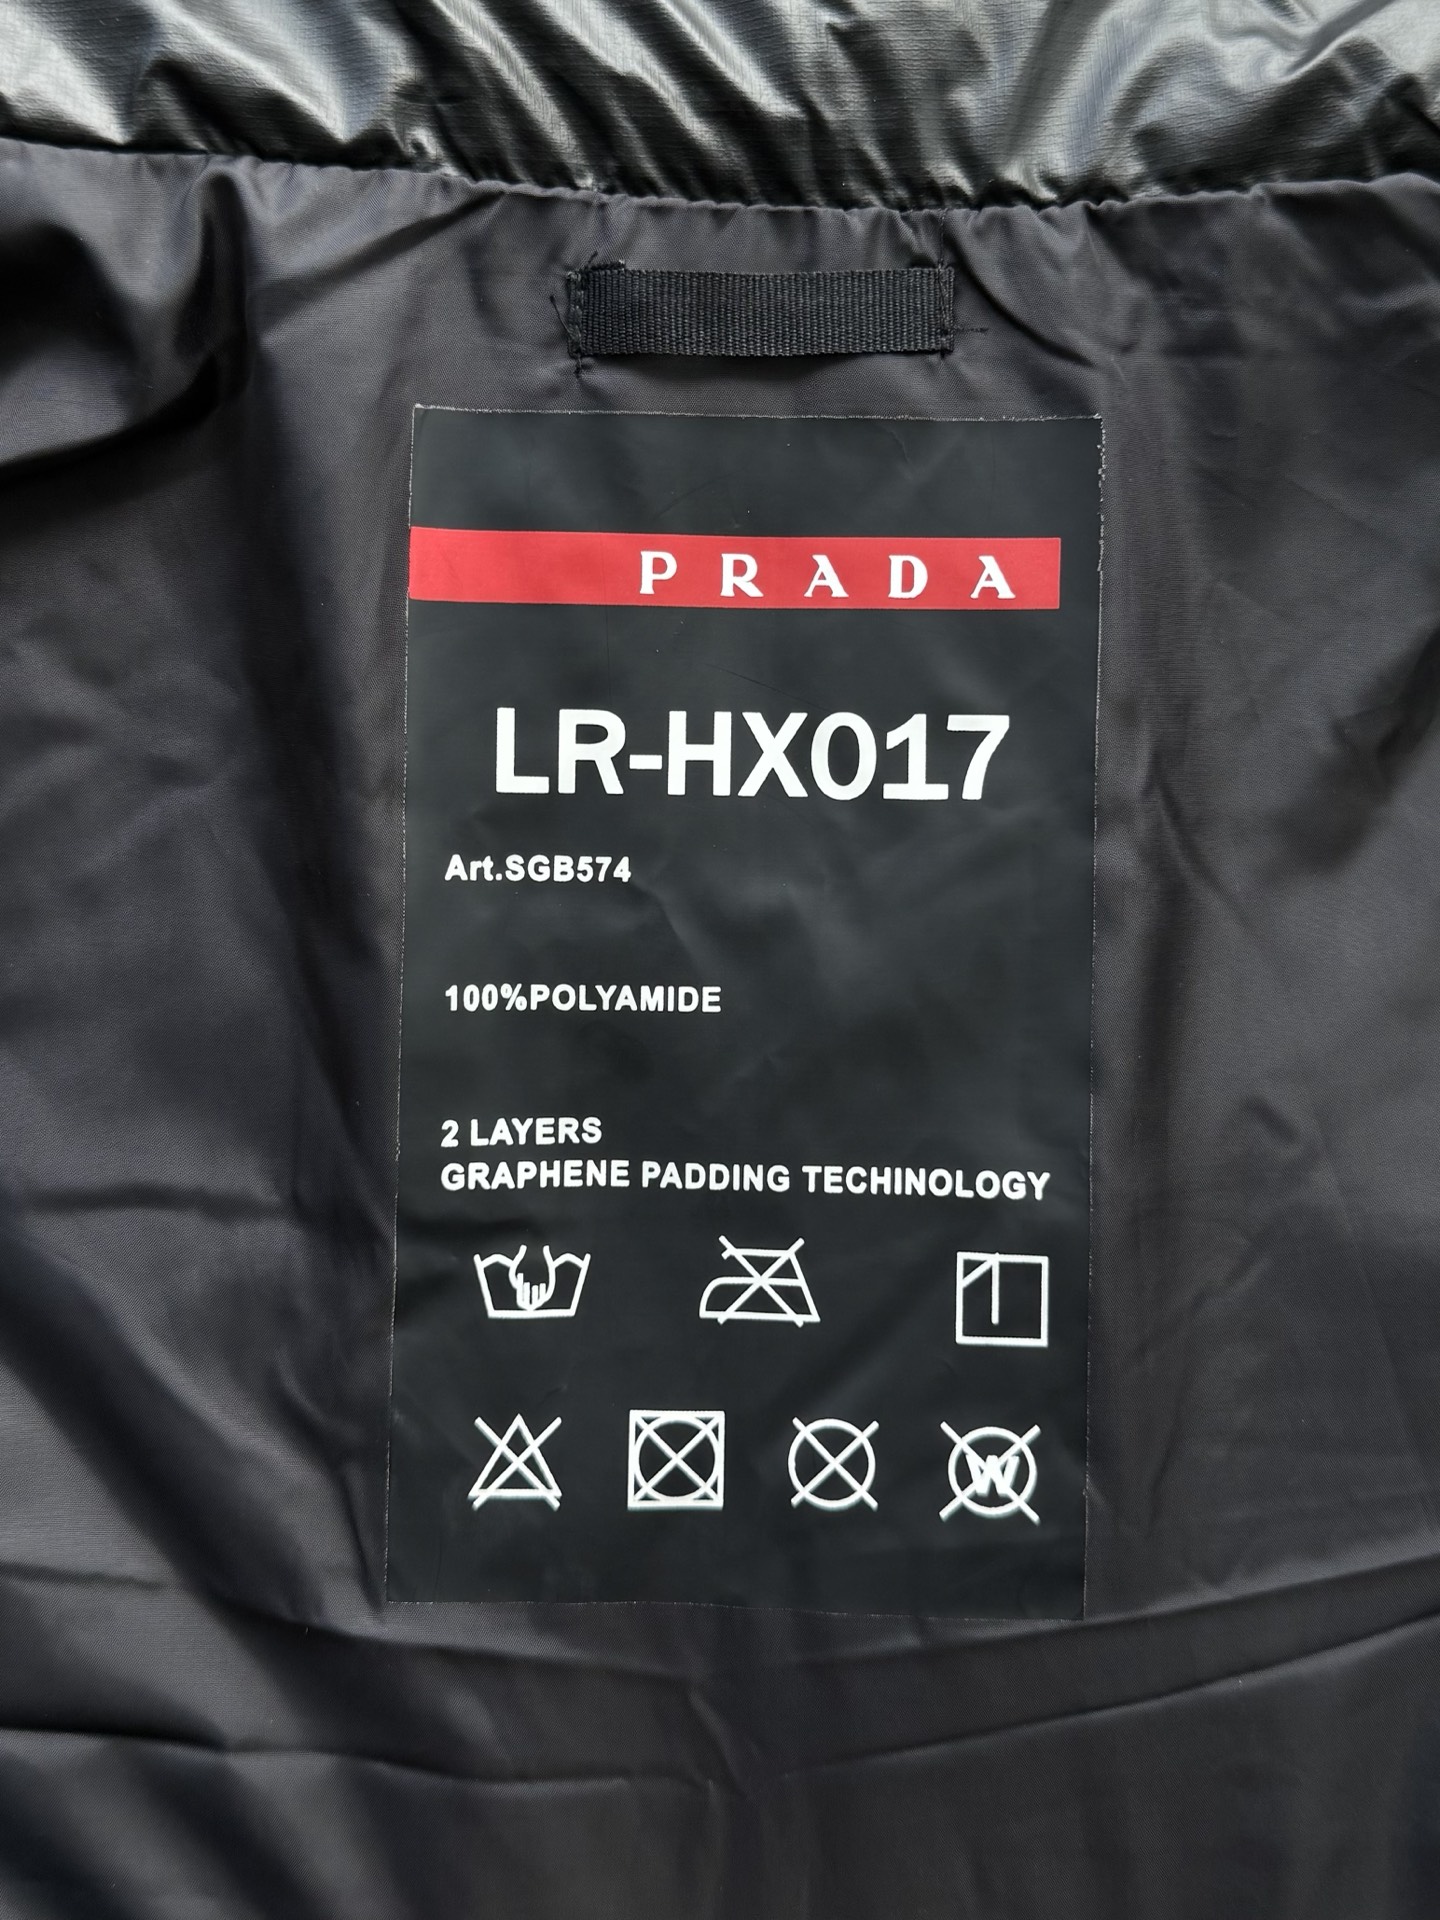 PRADA
LR-HX017
Art.SGB574
100%POLYAMIDE
2 LAYERS
GRAPHENE PADDING TECHINOLOGY
W